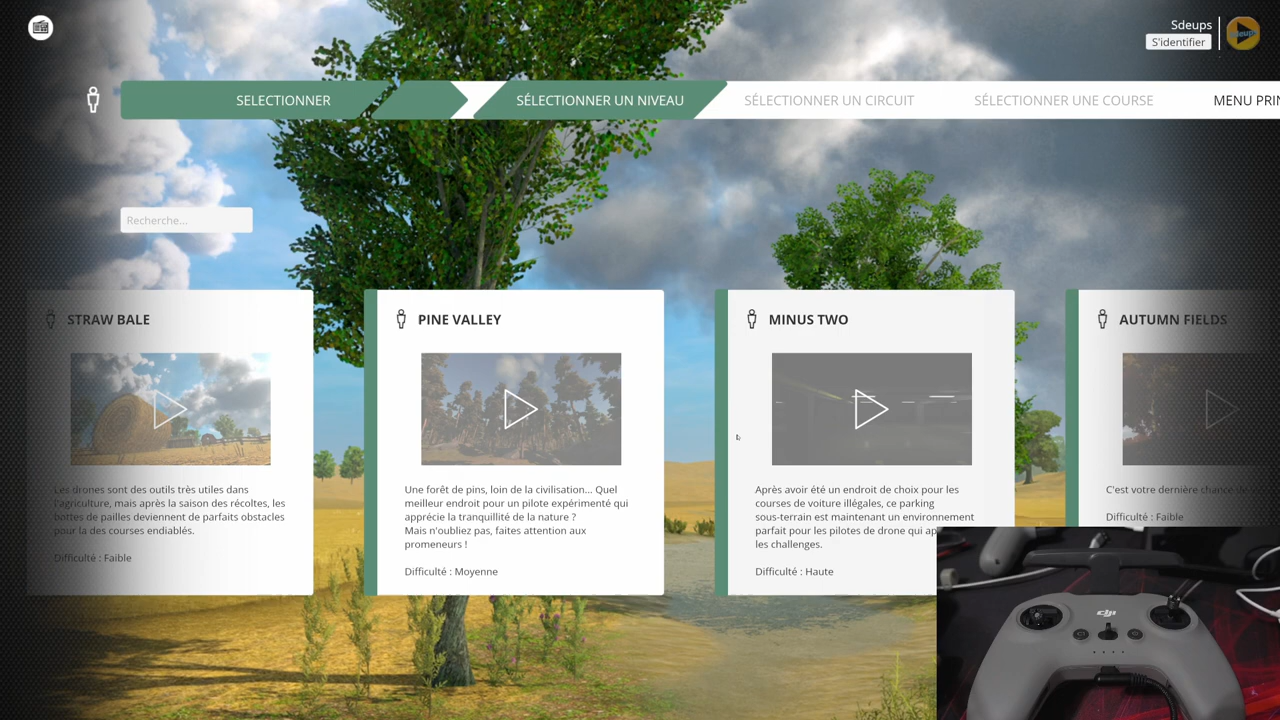 Sdeups
S'identifier
SELECTIONNER
SÉLECTIONNER UN NIVEAU
SÉLECTIONNER UN CIRCUIT
SÉLECTIONNER UNE COURSE
MENU PRIN
Recherche...
STRAW BALE
Les drones sont des outils très utiles dans
l'agriculture, mais après la saison des récoltes, les
bottes de pailles deviennent de parfaits obstacles
pour la des courses endiablés.
Difficulté : Faible
PINE VALLEY
Une forêt de pins, loin de la civilisation... Quel
meilleur endroit pour un pilote expérimenté qui
apprécie la tranquillité de la nature ?
Mais n'oubliez pas, faites attention aux
promeneurs !
Difficulté : Moyenne
MINUS TWO
Après avoir été un endroit de choix pour les
courses de voiture illégales, ce parking
sous-terrain est maintenant un environnement
parfait pour les pilotes de drone qui ap
les challenges.
Difficulté : Haute
AUTUMN FIELDS
C'est votre dernière chance de
Difficulté : Faible
dji